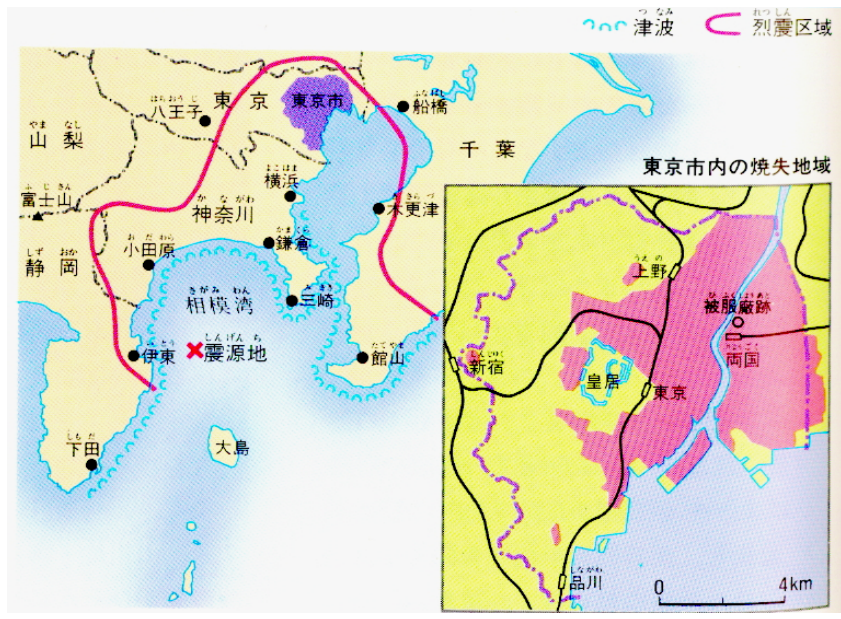 つなみ
津波
れっしん
烈震区域
はちおうじ
八王子
東京
東京市
ふなばし
船橋
やまなし
山梨
千葉
よこはま
横浜
ふじさん
富士山
かながわ
神奈川
きさらづ
木更津
しずおか
静岡
おだわら
小田原
かまくら
鎌倉
さがみわん
相模湾
みさき
三崎
いとう
伊東
しんげんち
震源地
たてやま
館山
しもだ
下田
大島
東京市内の焼失地域
うえの
上野
ひふくしょうあと
被服廠跡
りょうごく
両国
しんじゅく
新宿
皇居
東京
しながわ
品川
0 4km